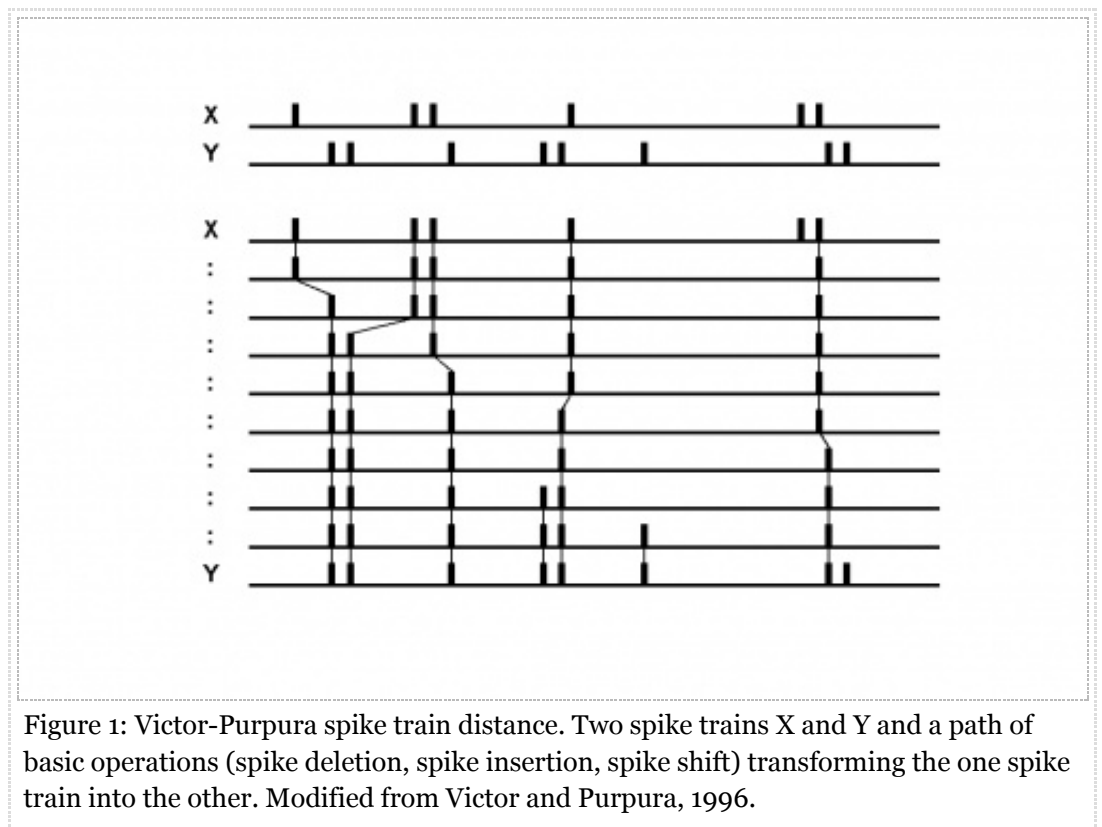 X
Y
X
:
:
:
:
:
:
:
:
Y
Figure 1: Victor-Purpura spike train distance. Two spike trains X and Y and a path of
basic operations (spike deletion, spike insertion, spike shift) transforming the one spike
train into the other. Modified from Victor and Purpura, 1996.